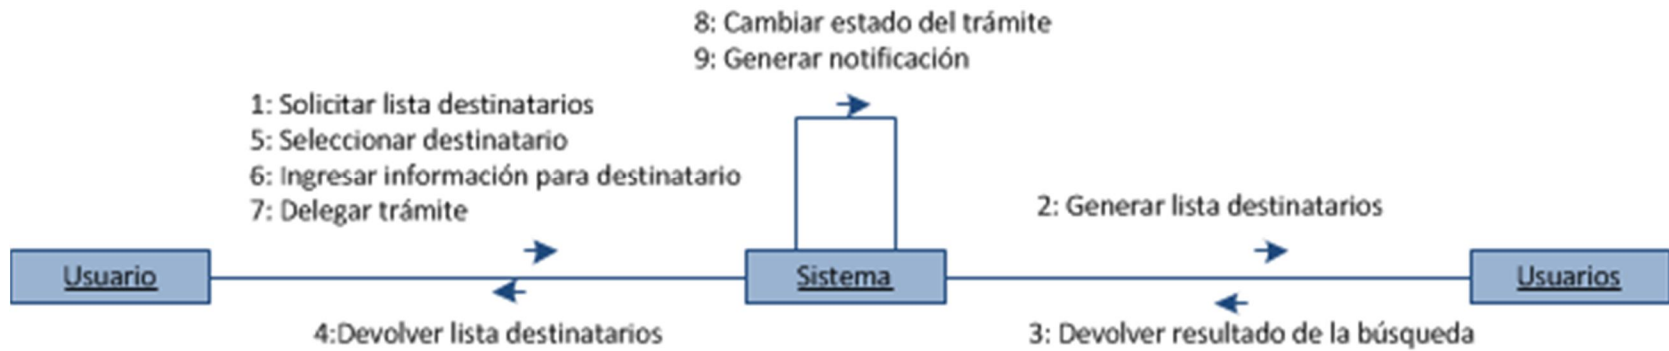 8: Cambiar estado del trámite
9: Generar notificación
1: Solicitar lista destinatarios
5: Seleccionar destinatario
6: Ingresar información para destinatario
7: Delegar trámite
2: Generar lista destinatarios
Usuario
Sistema
Usuarios
4:Devolver lista destinatarios
3: Devolver resultado de la búsqueda